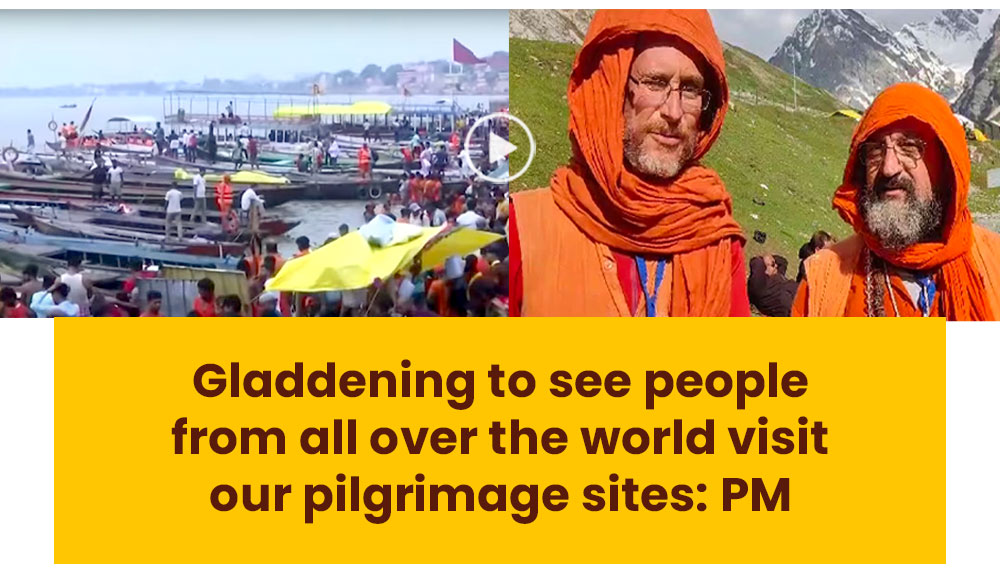 Gladdening to see people
from all over the world visit
our pilgrimage sites: PM